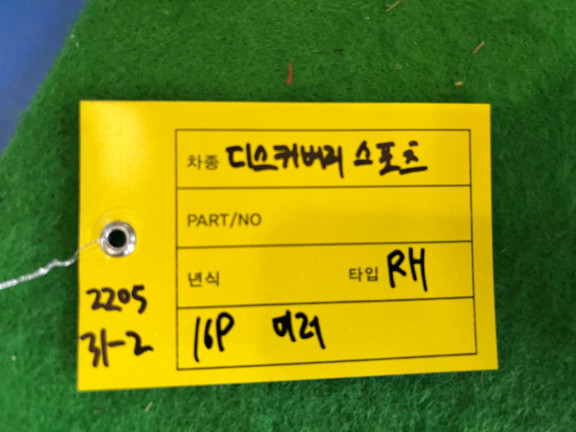 차종 디스커버리 스포츠
PART/NO
년식 타입 RH
16P 미러
2205
31-2